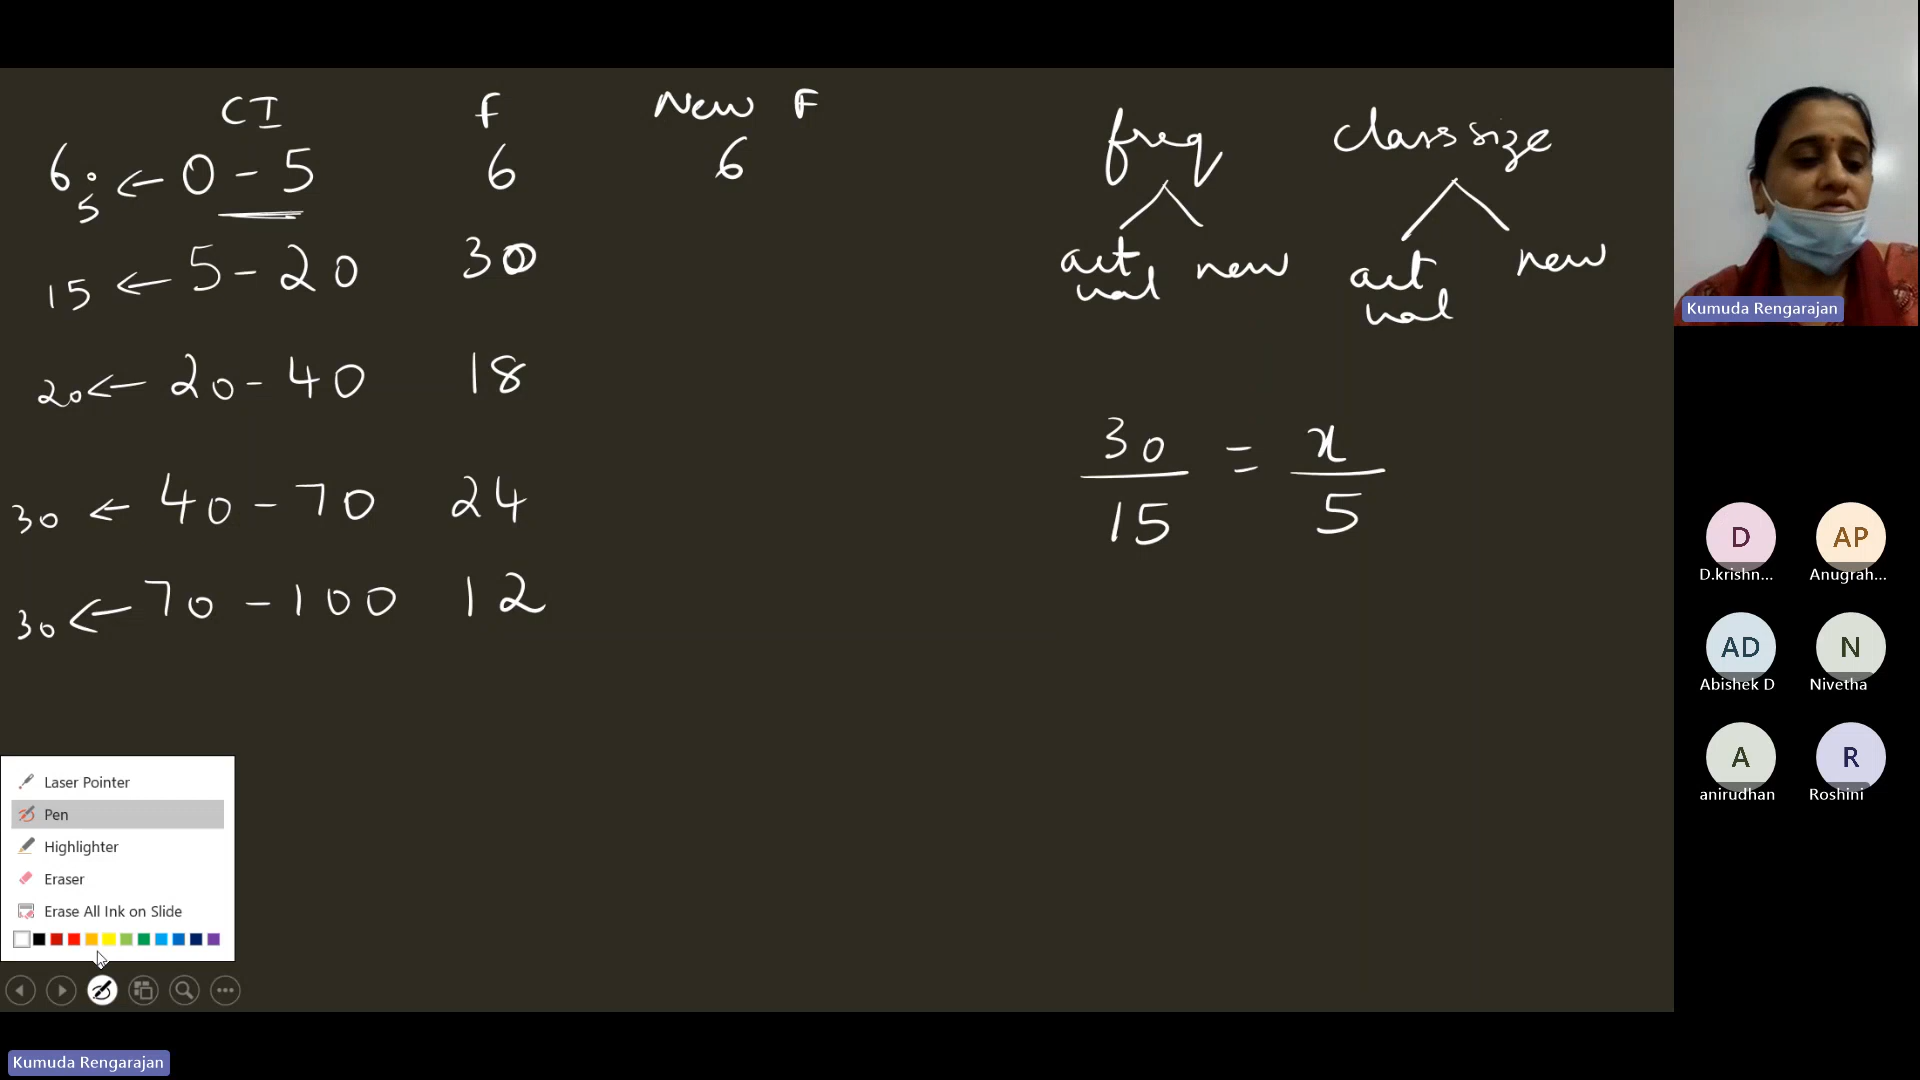 CI F New F
6. 5 ← 0 - 5 6 6
15 ← 5 - 20 30
20 ← 20 - 40 18
30 ← 40 - 70 24
30 ← 70 - 100 12
freq class size
actual new actual new
30/15 = x/5
Kumuda Rengarajan
D AP
D.krishn... Anugrah...
AD N
Abishek D Nivetha
A R
anirudhan Roshini
Laser Pointer
Pen
Highlighter
Eraser
Erase All Ink on Slide
Kumuda Rengarajan